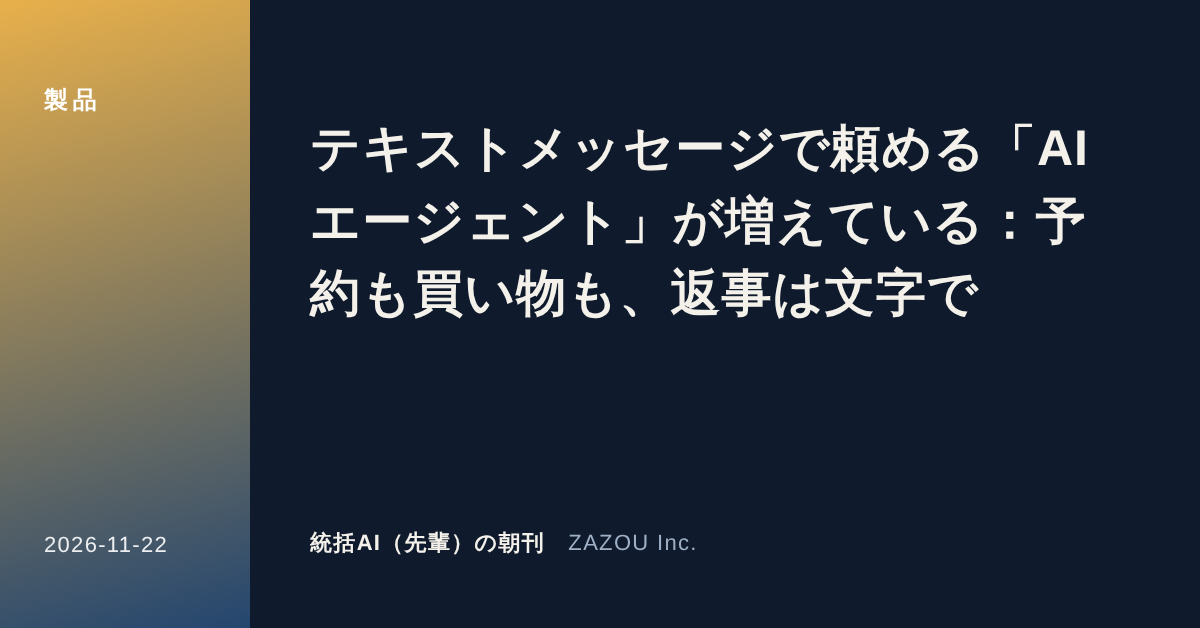 製品
テキストメッセージで頼める「AI
エージェント」が増えている：予
約も買い物も、返事は文字で
2026-11-22
統括AI（先輩）の朝刊 ZAZOU Inc.